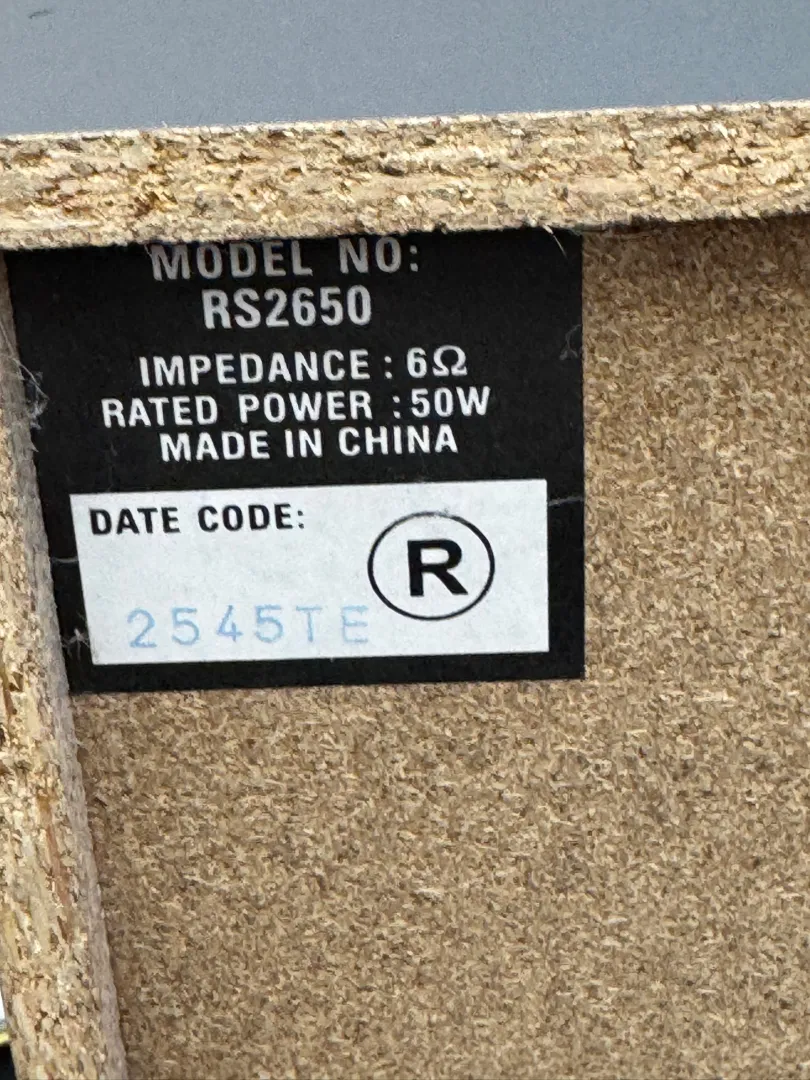 MODEL NO:
RS2650
IMPEDANCE : 6Ω
RATED POWER : 50W
MADE IN CHINA
DATE CODE:
R
2545TE